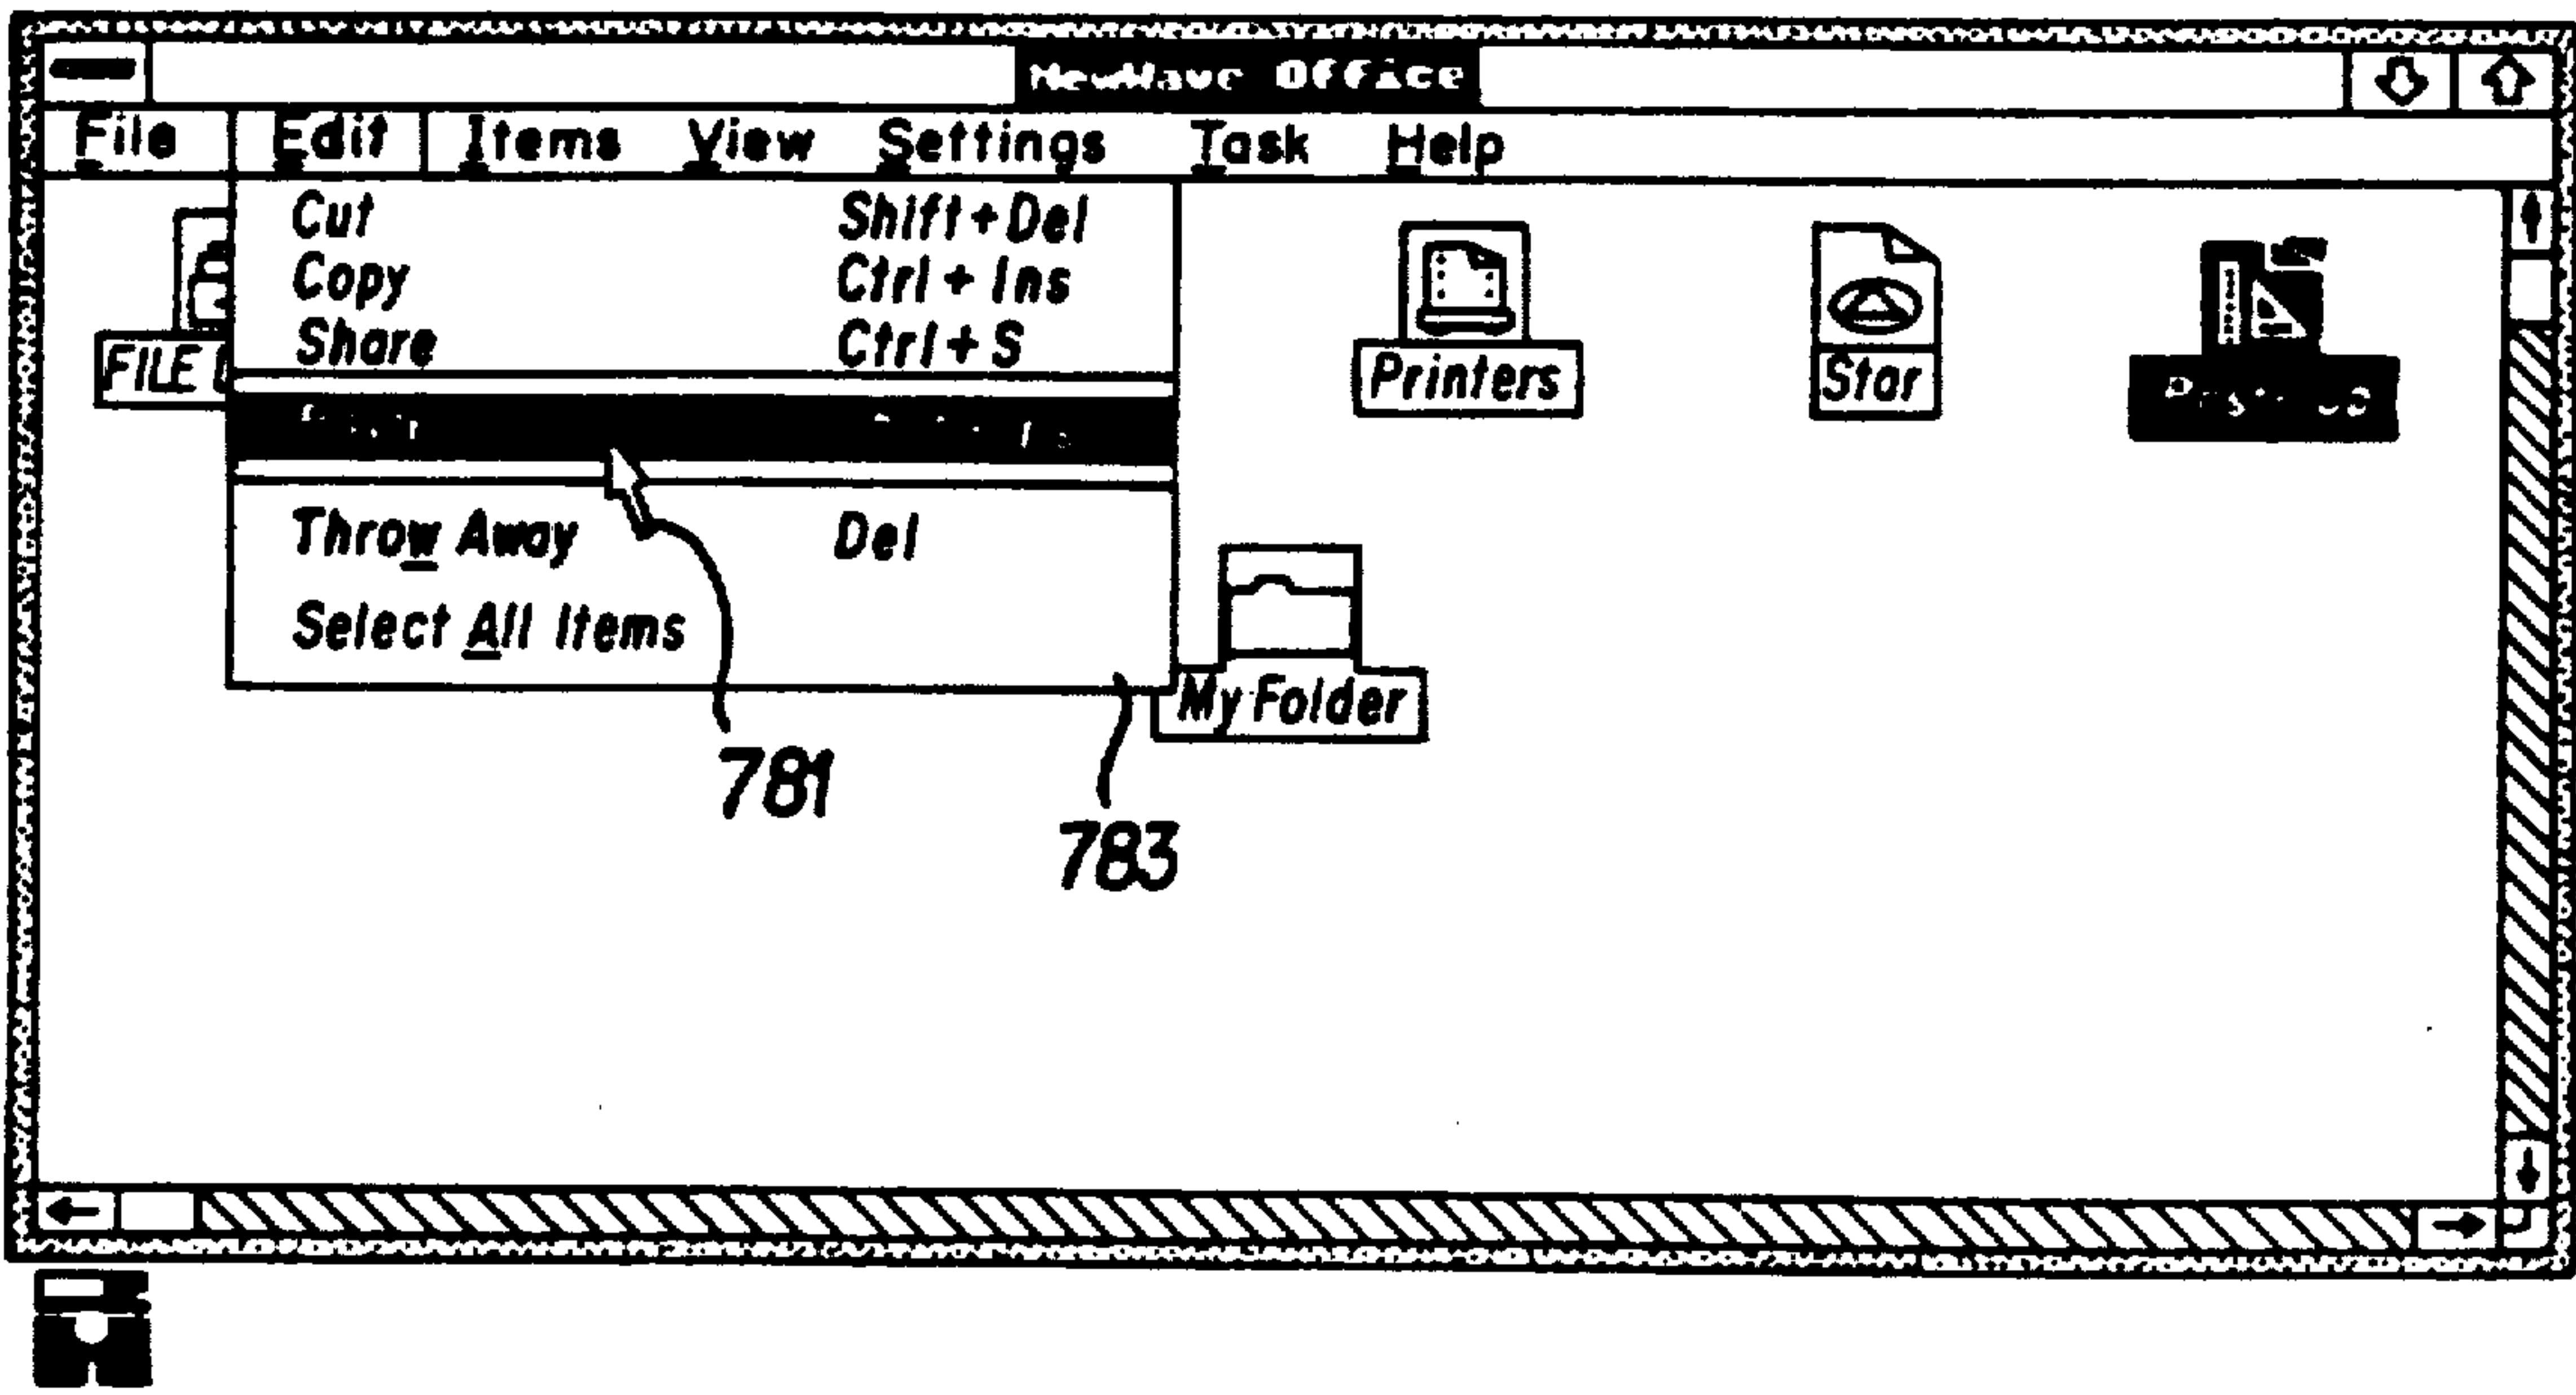 NewWave Office
File Edit Items View Settings Task Help
Cut Shift+Del
Copy Ctrl+Ins
Share Ctrl+S
FILE
Printers
Star
Throw Away Del
Select All Items
My Folder
781
783